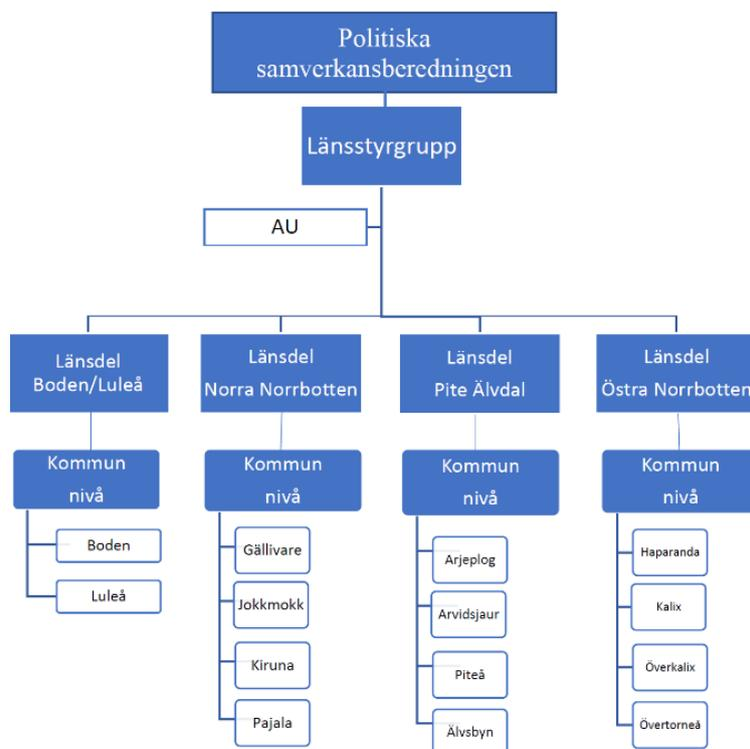 Politiska
samverkansberedningen
Länsstyrgrupp
AU
Länsdel
Boden/Luleå
Länsdel
Norra Norrbotten
Länsdel
Pite Älvdal
Länsdel
Östra Norrbotten
Kommun
nivå
Kommun
nivå
Kommun
nivå
Kommun
nivå
Boden
Luleå
Gällivare
Jokkmokk
Kiruna
Pajala
Arjeplog
Arvidsjaur
Piteå
Älvsbyn
Haparanda
Kalix
Överkalix
Övertorneå